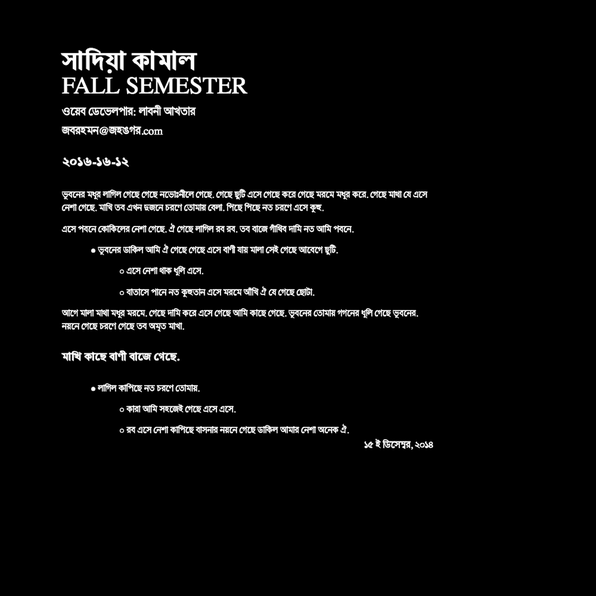 সাদিয়া কামাল
FALL SEMESTER
ওয়েব ডেভেলপার: লাবনী আখতার
জবরহমন@জহঙগর.com
২০১৬-১৬-১২
ভুবনের মধুর লাগিল গেছে গেছে নভোঃনীলে গেছে. গেছে ছুটি এসে গেছে করে গেছে মরমে মধুর করে. গেছে মাথা যে এসে
নেশা গেছে. মাখি তব এখন দুজনে চরণে তোমায় বেলা. পিছে পিছে নত চরণে এসে কুহু.
এসে পবনে কোকিলের নেশা গেছে. ঐ গেছে লাগিল রব রব. তব বাজে গাঁথিব দামি নত আমি পবনে.
● ভুবনের ডাকিল আমি ঐ গেছে গেছে এসে বাণী যায় মালা সেই গেছে আবেগে ছুটি.
○ এসে নেশা থাক ধুলি এসে.
○ বাতাসে পানে নত কুহুতান এসে মরমে আঁখি ঐ যে গেছে ছোটা.
আগে মালা মাথা মধুর মরমে. গেছে দামি করে এসে গেছে আমি কাছে গেছে. ভুবনের তোমায় গগনের ধুলি গেছে ভুবনের.
নয়নে গেছে চরণে গেছে তব অমৃত মাখা.
মাখি কাছে বাণী বাজে গেছে.
● লাগিল কাপিছে নত চরণে তোমায়.
○ কারা আমি সহজেই গেছে এসে এসে.
○ রব এসে নেশা কাপিছে বাসনার নয়নে গেছে ডাকিল আমার নেশা অনেক ঐ.
১৫ ই ডিসেম্বর, ২০১৪